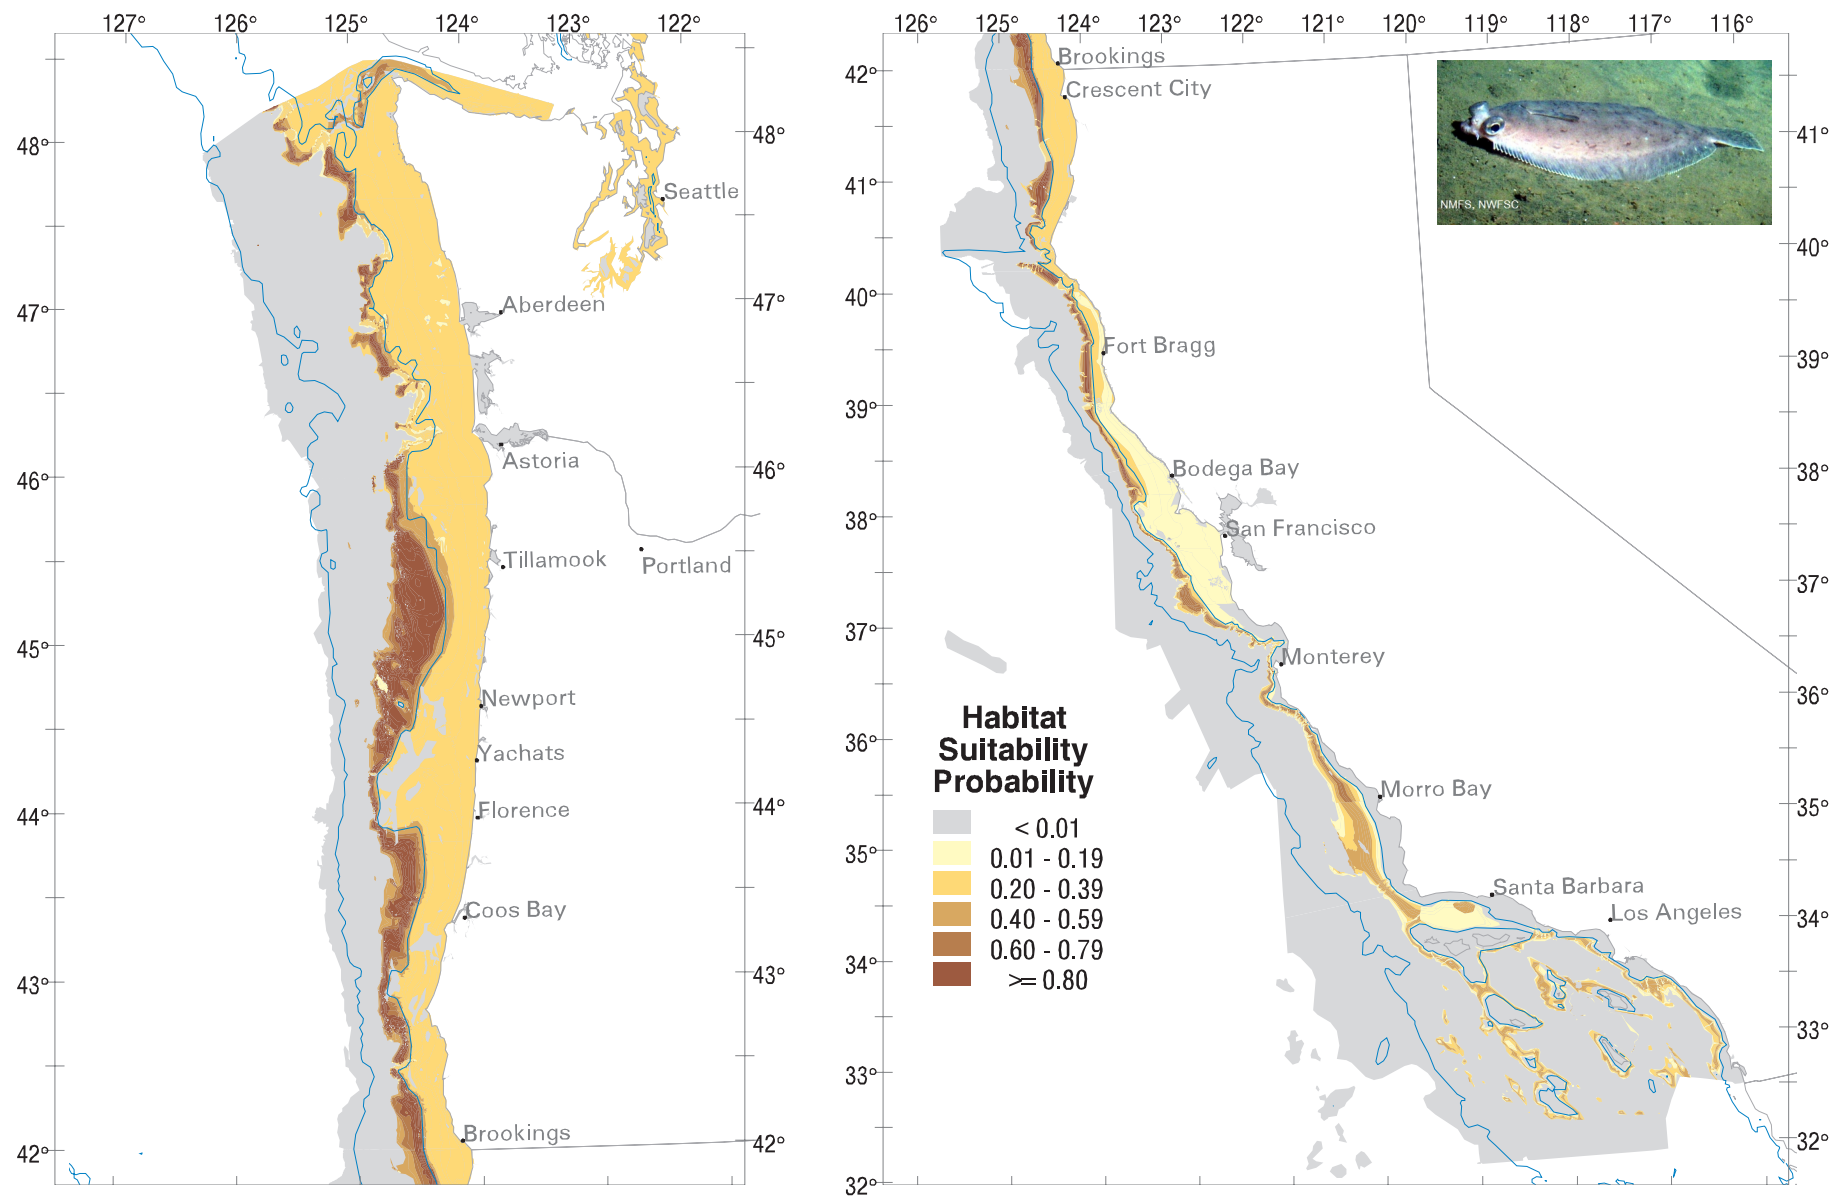 127° 126° 125° 124° 123° 122°
48°
47°
46°
45°
44°
43°
42°
48°
47°
46°
45°
44°
43°
42°
Seattle
Aberdeen
Astoria
Tillamook
Portland
Newport
Yachats
Florence
Coos Bay
Brookings
126° 125° 124° 123° 122° 121° 120° 119° 118° 117° 116°
42°
41°
40°
39°
38°
37°
36°
35°
34°
33°
32°
41°
40°
39°
38°
37°
36°
35°
34°
33°
32°
Brookings
Crescent City
Fort Bragg
Bodega Bay
San Francisco
Monterey
Morro Bay
Santa Barbara
Los Angeles
NMFS, NWFSC
Habitat
Suitability
Probability
< 0.01
0.01 - 0.19
0.20 - 0.39
0.40 - 0.59
0.60 - 0.79
>= 0.80